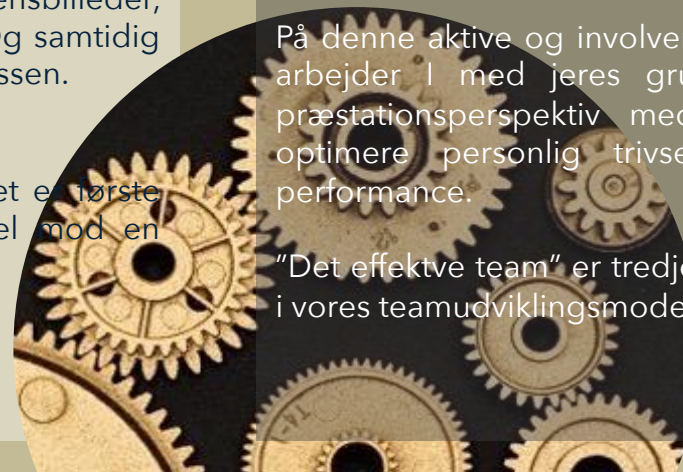 ensbilleder,
Og samtidig
ssen.
et er første
el mod en
På denne aktive og involve
arbejder I med jeres gru
præstationsperspektiv med
optimere personlig trivse
performance.
"Det effektve team" er tredje
i vores teamudviklingsmode